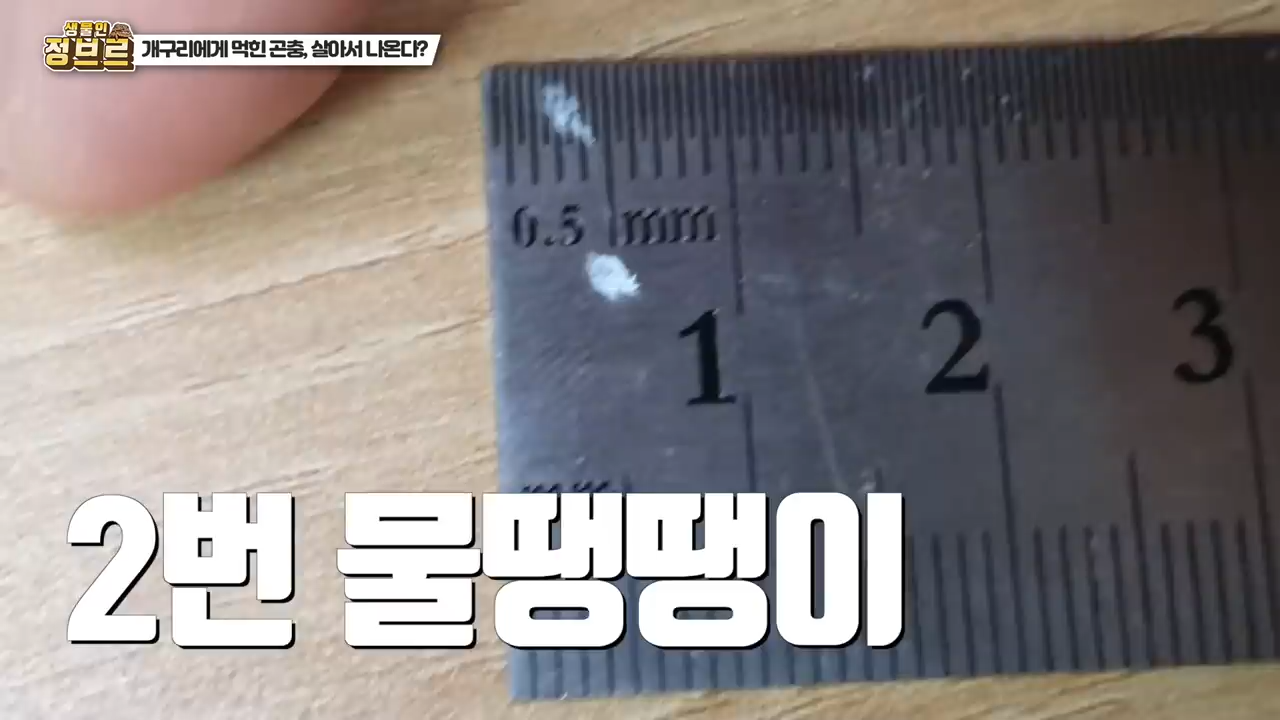 생물인
정브르
개구리에게 먹힌 곤충, 살아서 나온다?
0.5 mm
1 2 3
2번 물땡땡이